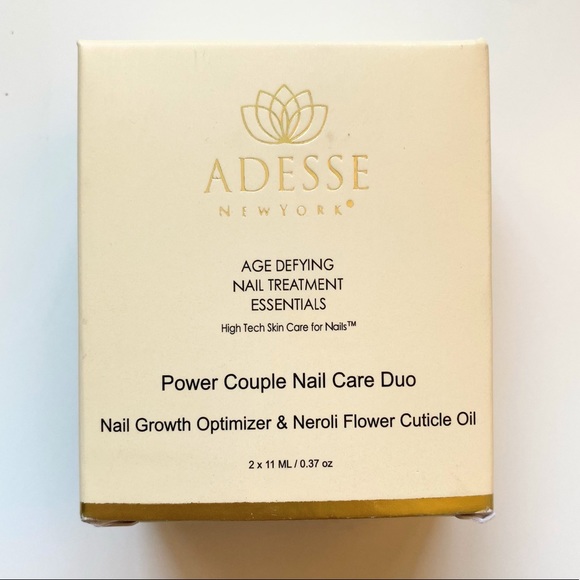 ADESSE
NEWYORK
AGE DEFYING
NAIL TREATMENT
ESSENTIALS
High Tech Skin Care for Nails™
Power Couple Nail Care Duo
Nail Growth Optimizer & Neroli Flower Cuticle Oil
2 x 11 ML / 0.37 oz